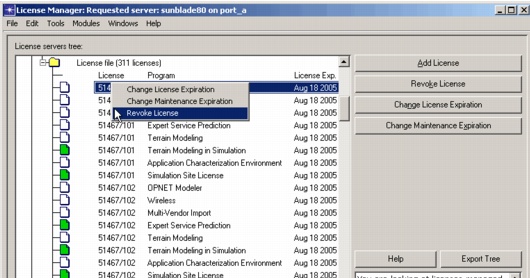 License Manager: Requested server: sunblade80 on port_a
File Edit Tools Modules Windows Help
License servers tree:
License file (311 licenses)
License Program License Exp.
514 Aug 18 2005
Change License Expiration
514 Aug 18 2005
Change Maintenance Expiration
514 Aug 18 2005
Revoke License
51467/101 Expert Service Prediction Aug 18 2005
51467/101 Terrain Modeling Aug 18 2005
51467/101 Terrain Modeling in Simulation Aug 18 2005
51467/101 Application Characterization Environment Aug 18 2005
51467/101 Simulation Site License Aug 18 2005
51467/102 OPNET Modeler Aug 18 2005
51467/102 Wireless Aug 18 2005
51467/102 Multi-Vendor Import Aug 18 2005
51467/102 Expert Service Prediction Aug 18 2005
51467/102 Terrain Modeling Aug 18 2005
51467/102 Terrain Modeling in Simulation Aug 18 2005
51467/102 Application Characterization Environment Aug 18 2005
51467/102 Simulation Site License Aug 18 2005
Add License
Revoke License
Change License Expiration
Change Maintenance Expiration
Help Export Tree
You are looking at licenses managed